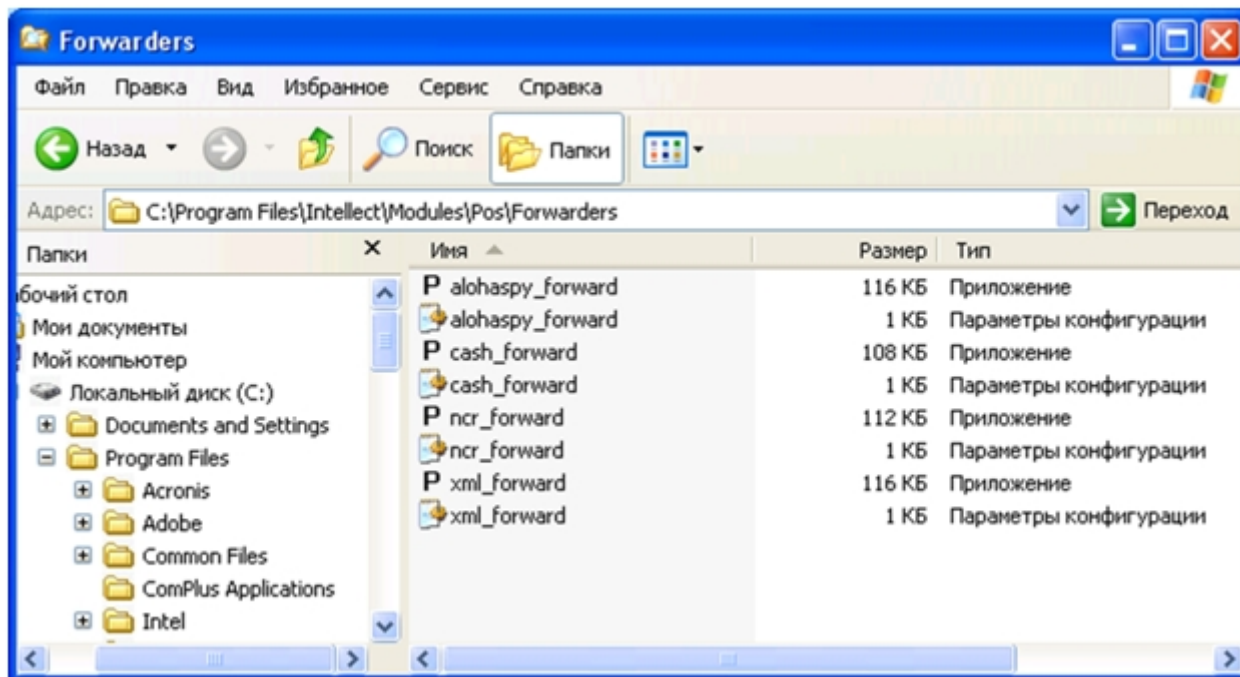 Forwarders
Файл Правка Вид Избранное Сервис Справка
Назад Поиск Папки
Адрес: C:\Program Files\Intellect\Modules\Pos\Forwarders Переход
Папки
бочий стол
Мои документы
Мой компьютер
Локальный диск (C:)
Documents and Settings
Program Files
Acronis
Adobe
Common Files
ComPlus Applications
Intel
Имя Размер Тип
P alohaspy_forward 116 КБ Приложение
alohaspy_forward 1 КБ Параметры конфигурации
P cash_forward 108 КБ Приложение
cash_forward 1 КБ Параметры конфигурации
P ncr_forward 112 КБ Приложение
ncr_forward 1 КБ Параметры конфигурации
P xml_forward 116 КБ Приложение
xml_forward 1 КБ Параметры конфигурации